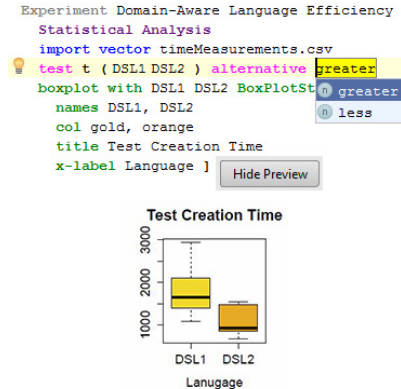 Experiment Domain-Aware Language Efficiency
Statistical Analysis
import vector timeMeasurements.csv
test t ( DSL1 DSL2 ) alternative greater
boxplot with DSL1 DSL2 BoxPlotSt
n greater
n less
names DSL1, DSL2
col gold, orange
title Test Creation Time
x-label Language ]
Hide Preview
Test Creation Time
3000
2000
1000
DSL1 DSL2
Lanugage